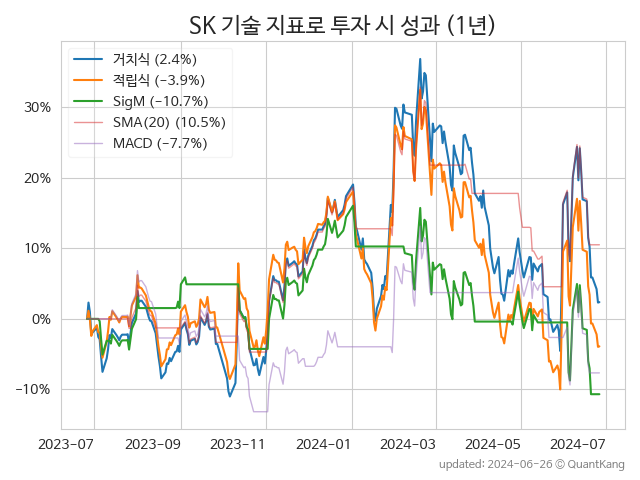 SK 기술 지표로 투자 시 성과 (1년)
거치식 (2.4%)
적립식 (−3.9%)
SigM (−10.7%)
SMA(20) (10.5%)
MACD (−7.7%)
30%
20%
10%
0%
−10%
2023-07 2023-09 2023-11 2024-01 2024-03 2024-05 2024-07
updated: 2024-06-26 © QuantKang